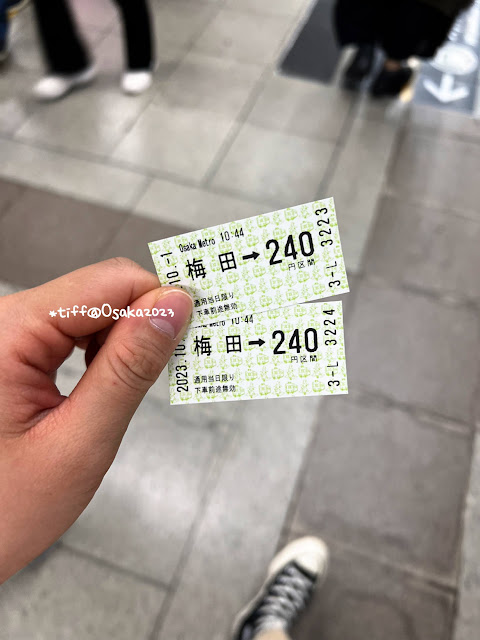 Osaka Metro 10:44
10.-1
梅田→240
円区間
通用当日限り
下車前途無効
3-L 3223
*tiff@Osaka2023
Metro 10:44
2023.10
梅田→240
円区間
通用当日限り
下車前途無効
3-L 3224